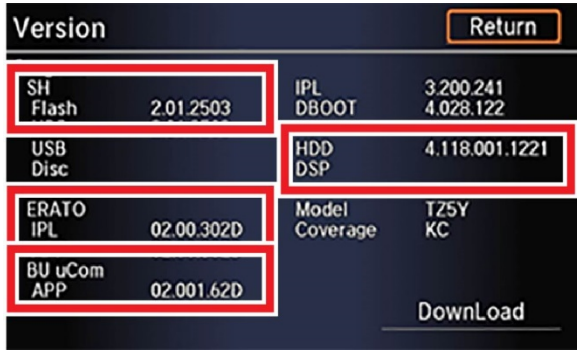 Version
Return
SH
Flash 2.01.2503
IPL 3.200.241
DBOOT 4.028.122
USB
Disc
HDD 4.118.001.1221
DSP
ERATO
IPL 02.00.302D
Model TZ5Y
Coverage KC
BU uCom
APP 02.001.62D
DownLoad